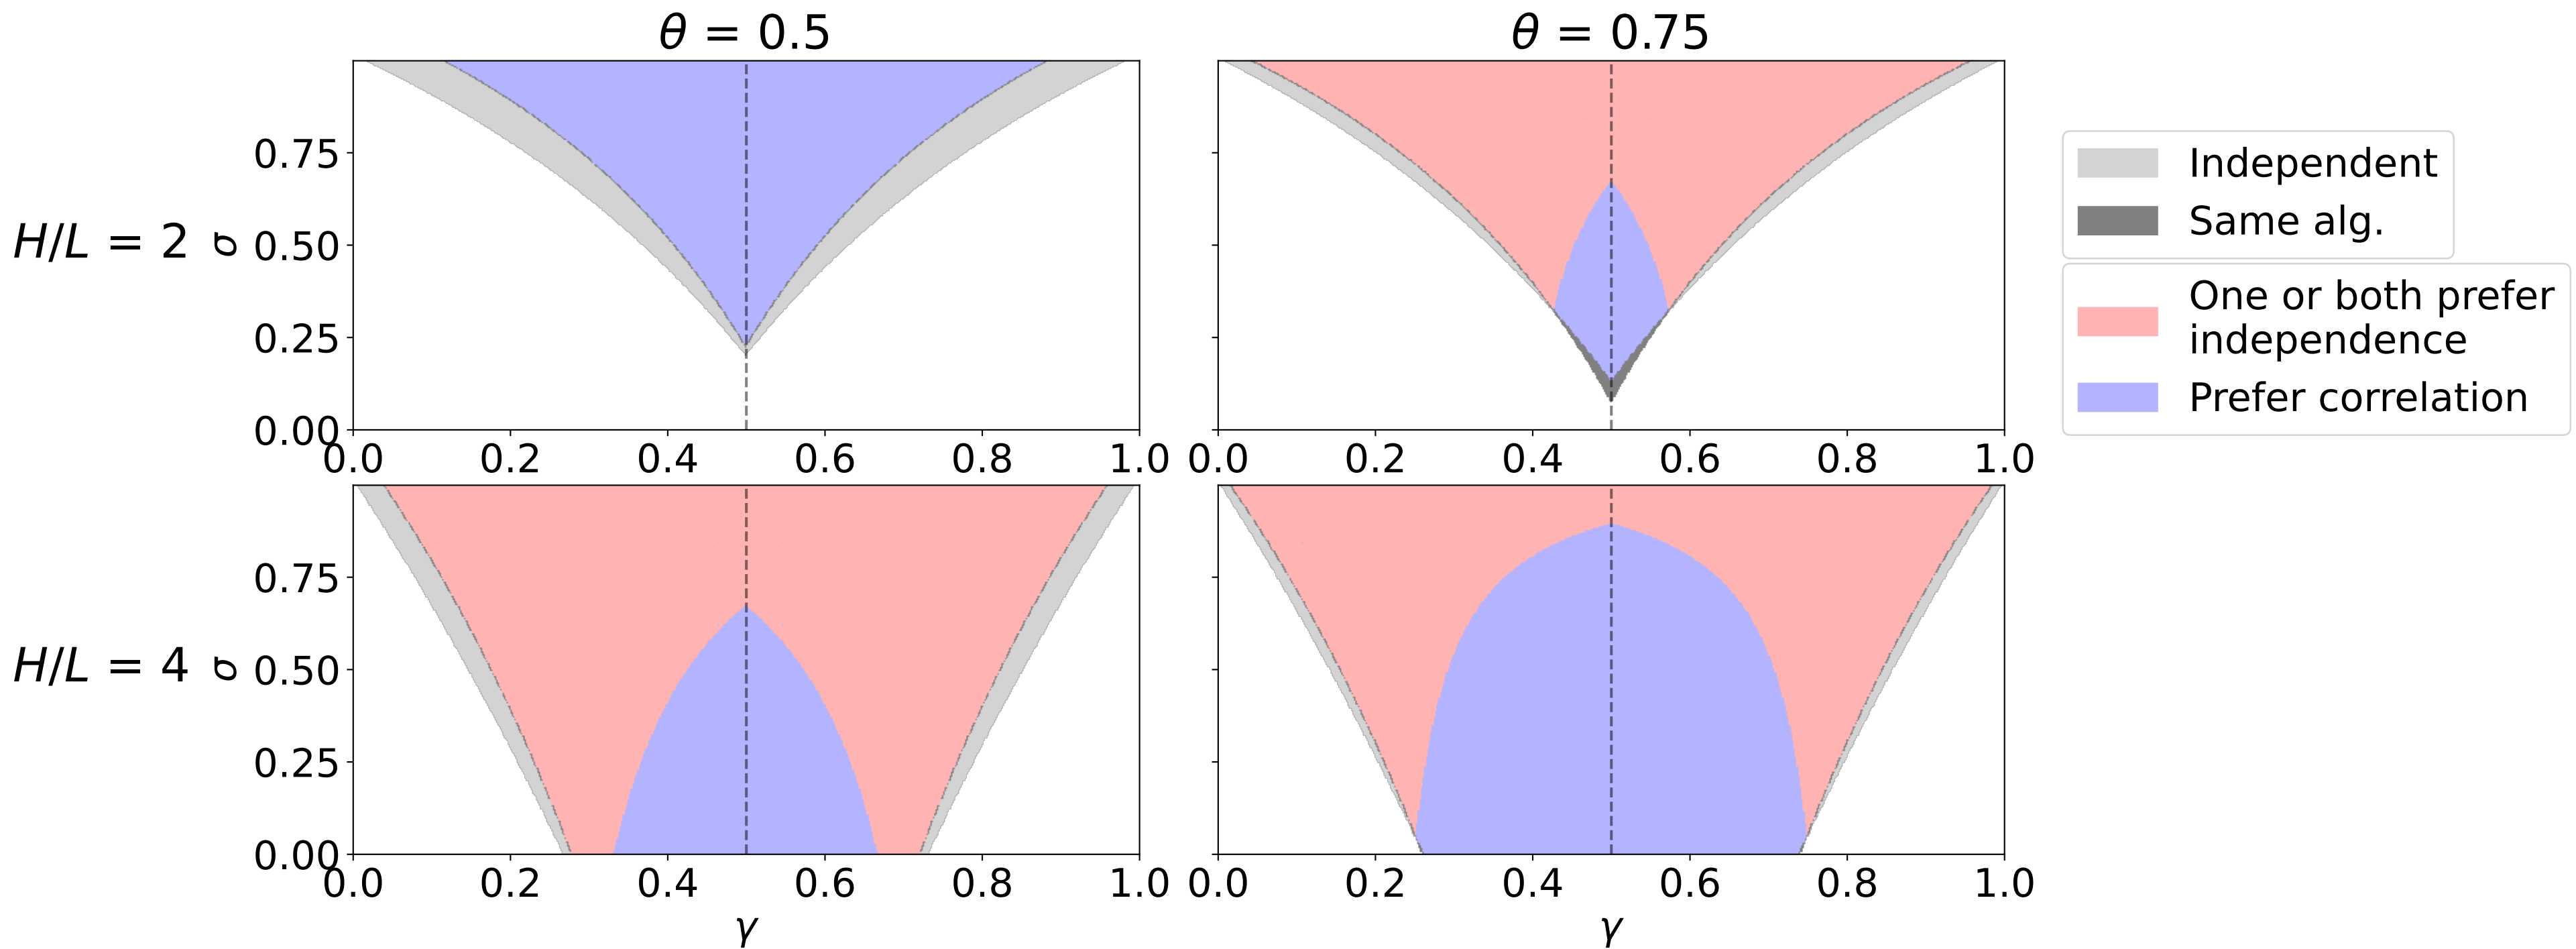 θ = 0.5
θ = 0.75
H/L = 2
σ
0.75
0.50
0.25
0.00
0.0 0.2 0.4 0.6 0.8 1.0
0.0 0.2 0.4 0.6 0.8 1.0
Independent
Same alg.
One or both prefer
independence
Prefer correlation
H/L = 4
σ
0.75
0.50
0.25
0.00
0.0 0.2 0.4 0.6 0.8 1.0
γ
0.0 0.2 0.4 0.6 0.8 1.0
γ